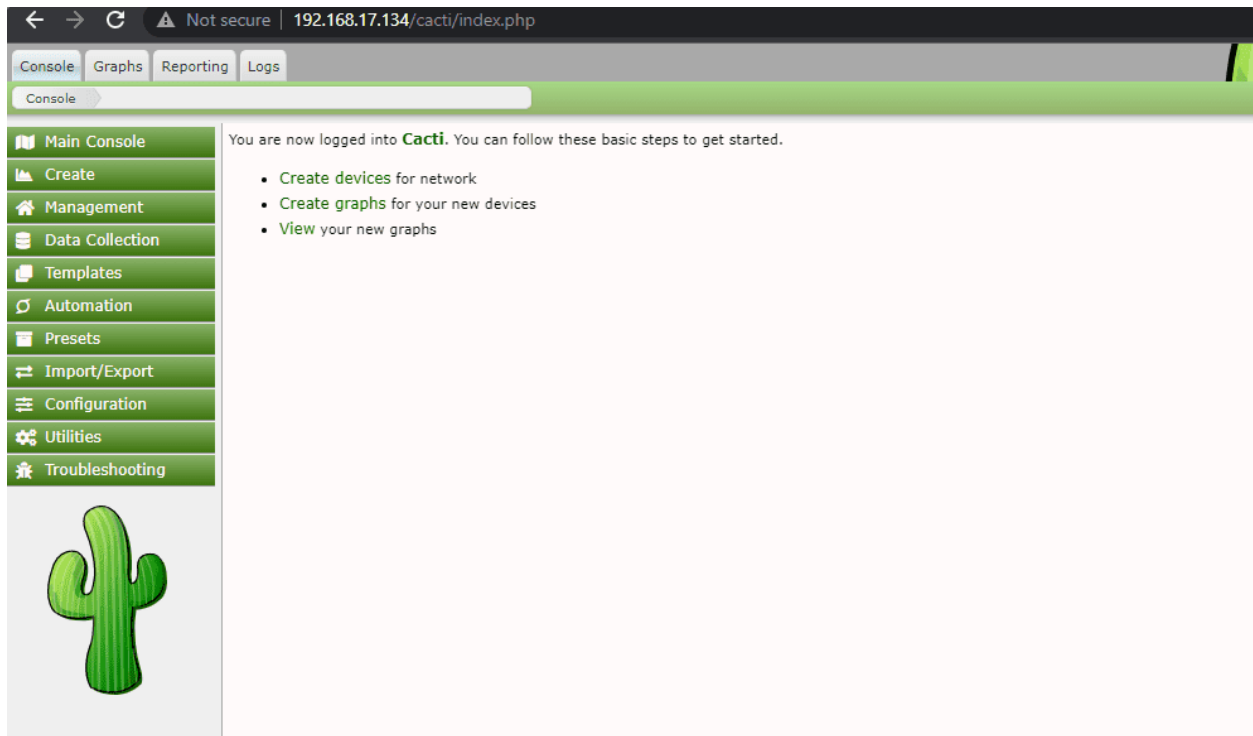 Not secure | 192.168.17.134/cacti/index.php
Console Graphs Reporting Logs
Console
Main Console
Create
Management
Data Collection
Templates
Automation
Presets
Import/Export
Configuration
Utilities
Troubleshooting
You are now logged into Cacti. You can follow these basic steps to get started.
• Create devices for network
• Create graphs for your new devices
• View your new graphs